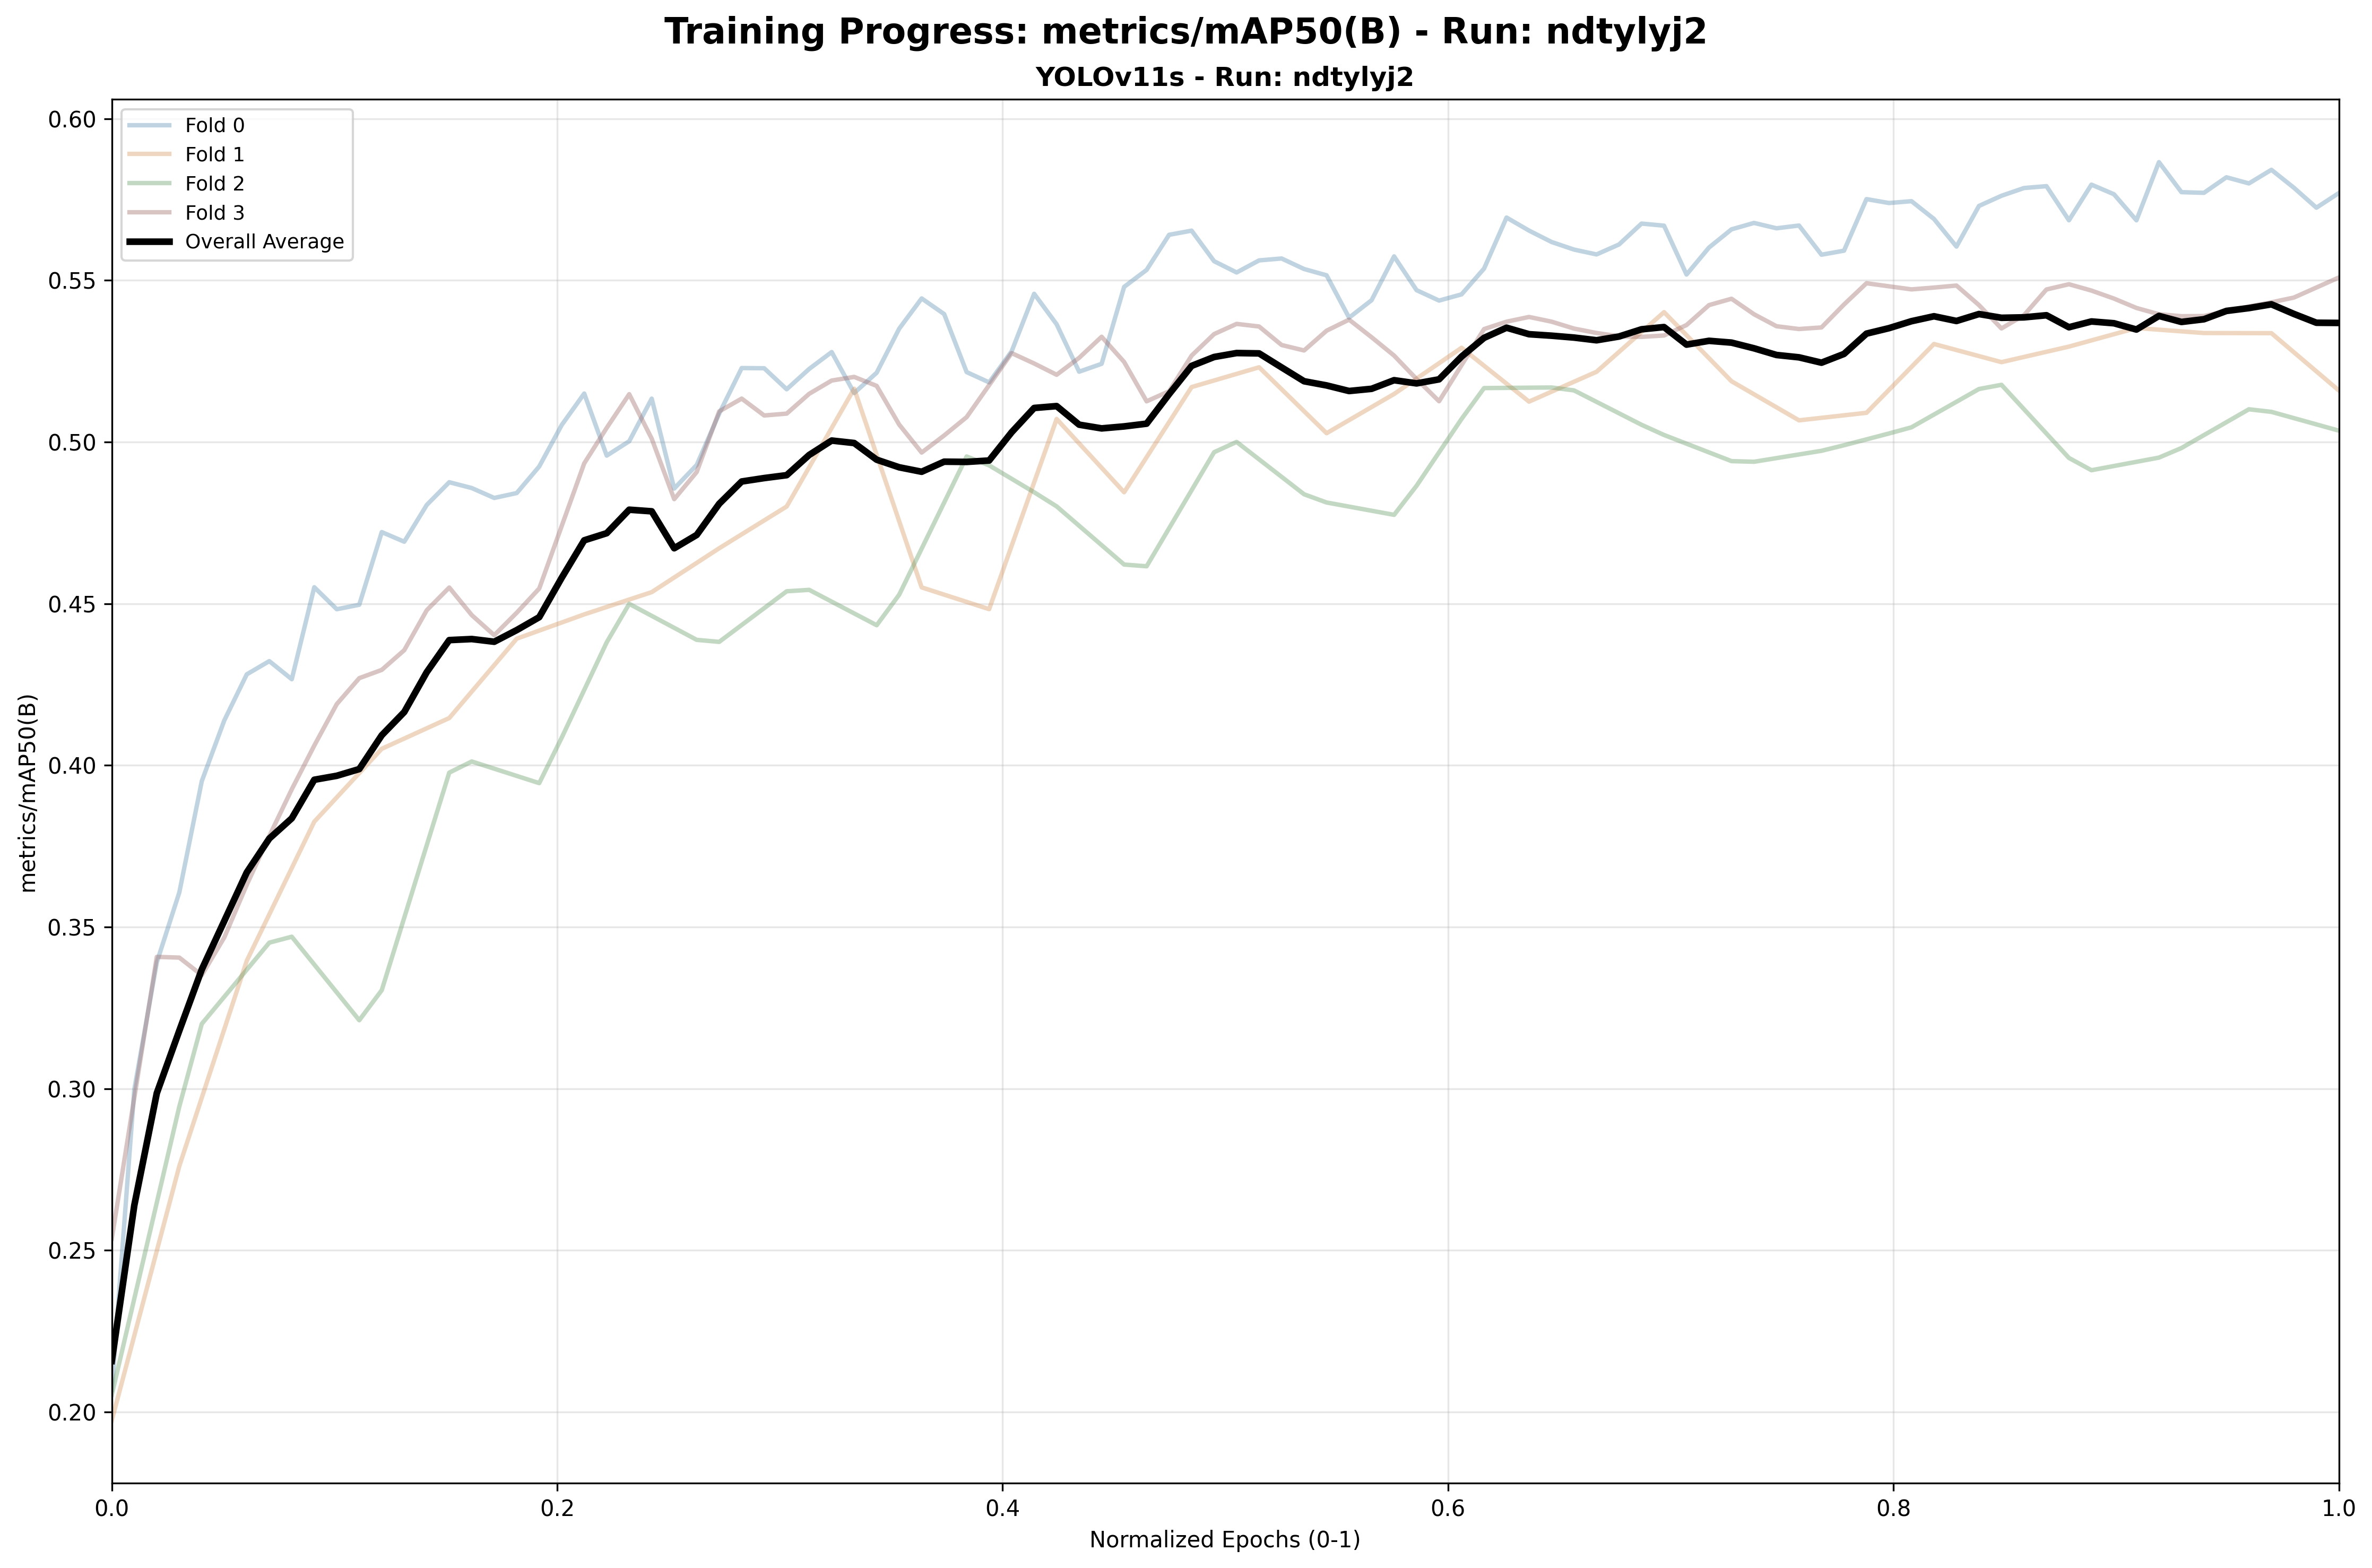 Training Progress: metrics/mAP50(B) - Run: ndtylyj2
YOLOv11s - Run: ndtylyj2
Fold 0
Fold 1
Fold 2
Fold 3
Overall Average
metrics/mAP50(B)
0.60
0.55
0.50
0.45
0.40
0.35
0.30
0.25
0.20
0.0
0.2
0.4
0.6
0.8
1.0
Normalized Epochs (0-1)